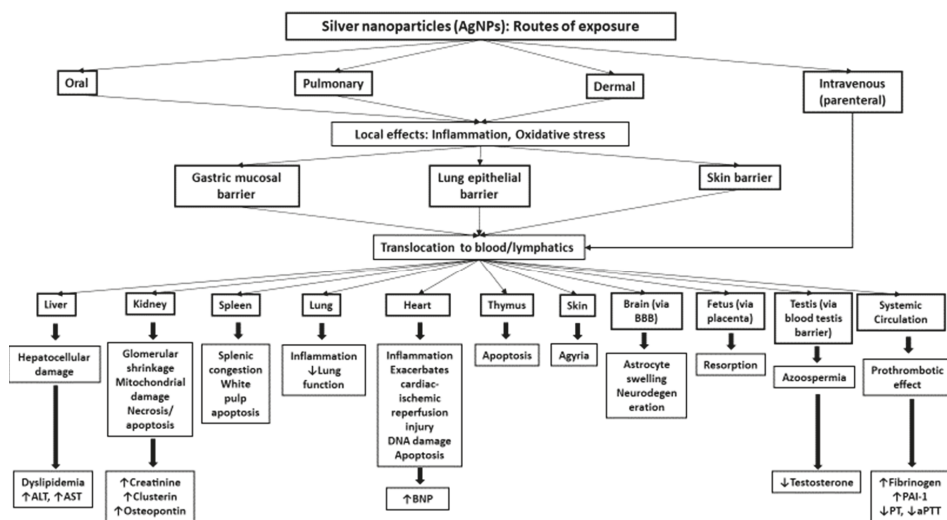 Silver nanoparticles (AgNPs): Routes of exposure
Oral
Pulmonary
Dermal
Intravenous
(parenteral)
Local effects: Inflammation, Oxidative stress
Gastric mucosal
barrier
Lung epithelial
barrier
Skin barrier
Translocation to blood/lymphatics
Liver
Kidney
Spleen
Lung
Heart
Thymus
Skin
Brain (via
BBB)
Fetus (via
placenta)
Testis (via
blood testis
barrier)
Systemic
Circulation
Hepatocellular
damage
Glomerular
shrinkage
Mitochondrial
damage
Necrosis/
apoptosis
Splenic
congestion
White
pulp
apoptosis
Inflammation
↓Lung
function
Inflammation
Exacerbates
cardiac-
ischemic
reperfusion
injury
DNA damage
Apoptosis
Apoptosis
Agyria
Astrocyte
swelling
Neurodegen
eration
Resorption
Azoospermia
Prothrombotic
effect
Dyslipidemia
↑ALT, ↑AST
↑Creatinine
↑Clusterin
↑Osteopontin
↑BNP
↓Testosterone
↑Fibrinogen
↑PAI-1
↓PT, ↓aPTT